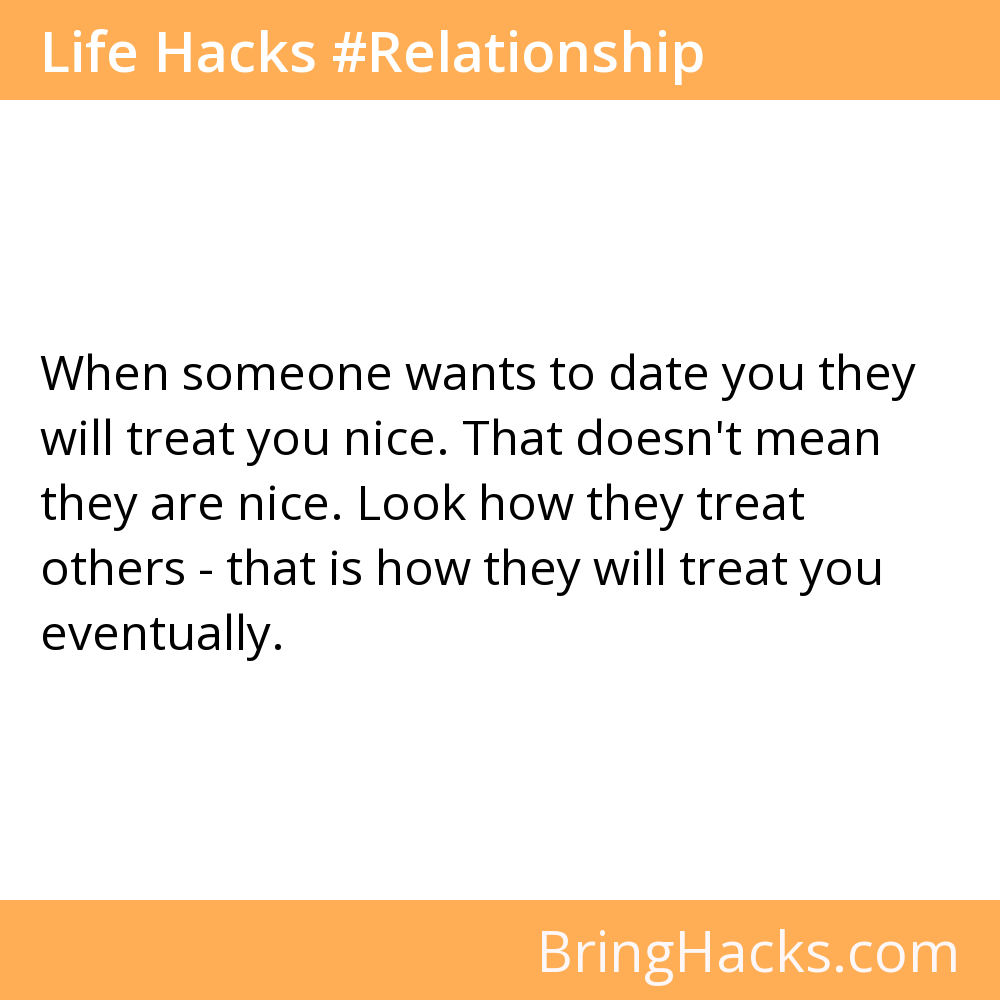 Life Hacks #Relationship
When someone wants to date you they
will treat you nice. That doesn't mean
they are nice. Look how they treat
others - that is how they will treat you
eventually.
BringHacks.com